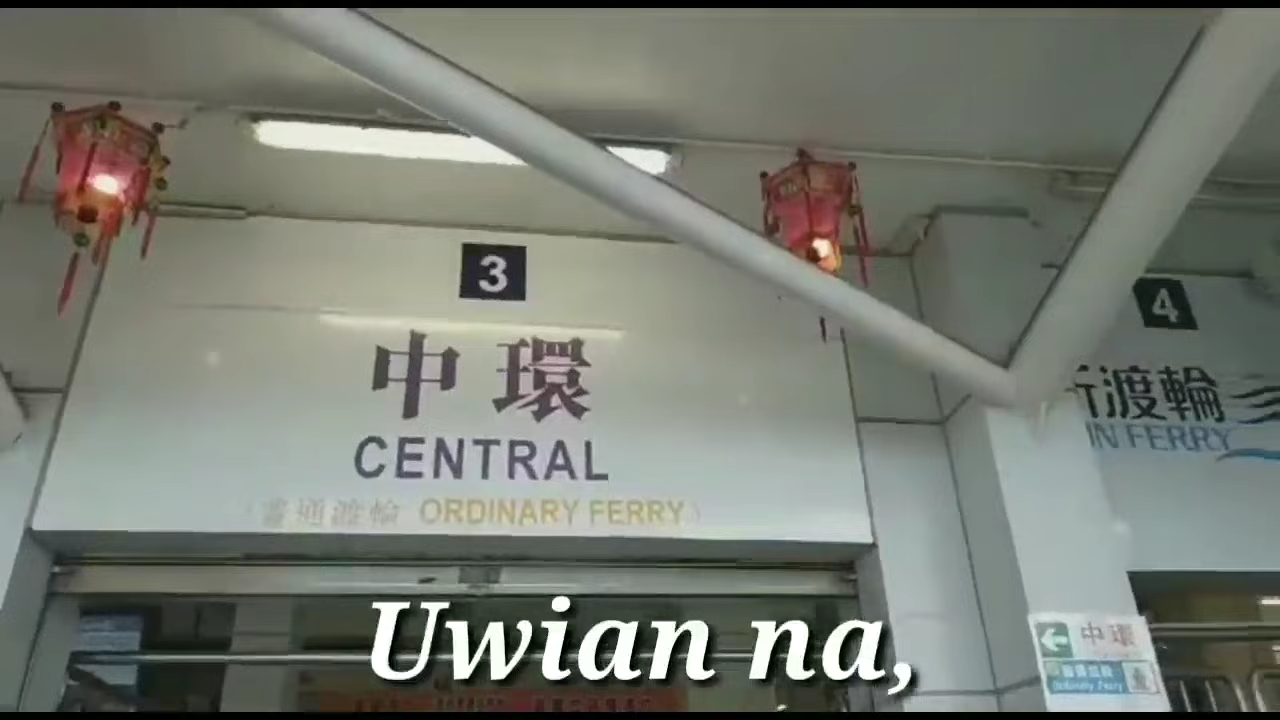 3
中環
CENTRAL
普通渡輪 ORDINARY FERRY
4
渡輪
FERRY
中環
Ordinary Ferry
Uwian na,